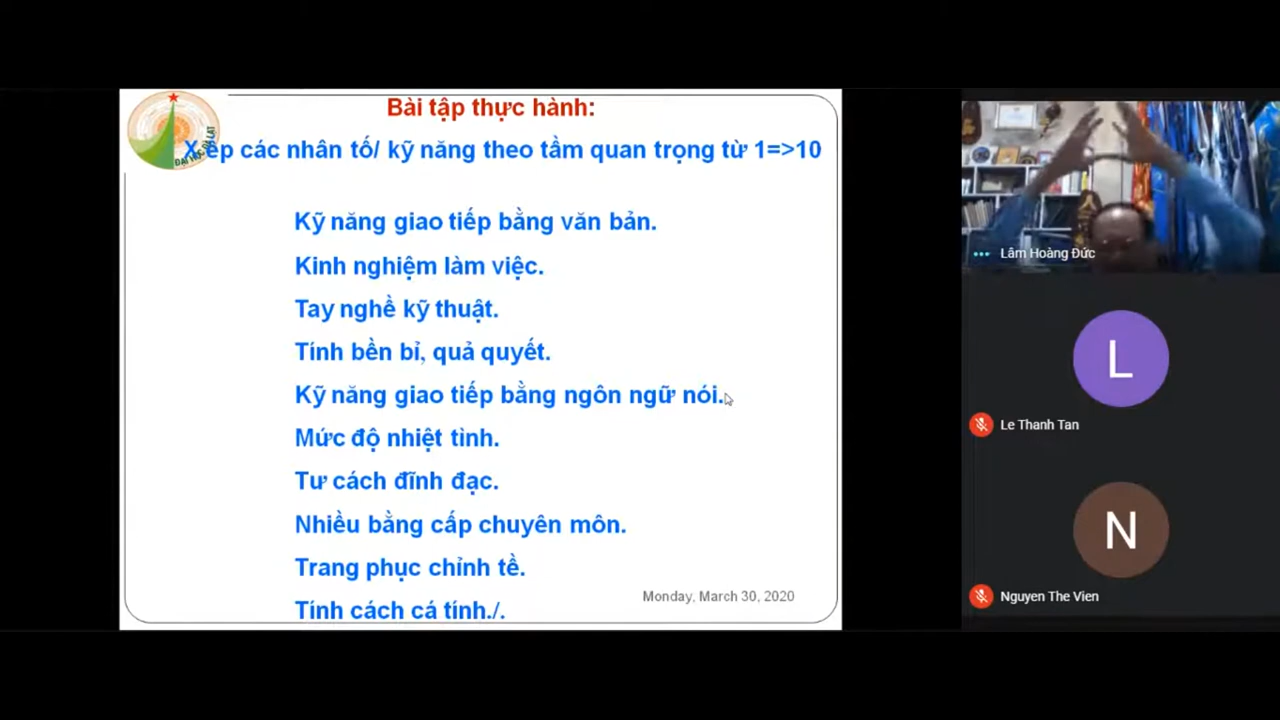 Bài tập thực hành:
Xếp các nhân tố/ kỹ năng theo tầm quan trọng từ 1=>10
ĐẠI HỌC ĐÀ LẠT
Kỹ năng giao tiếp bằng văn bản.
Kinh nghiệm làm việc.
Tay nghề kỹ thuật.
Tính bền bỉ, quả quyết.
Kỹ năng giao tiếp bằng ngôn ngữ nói.
Mức độ nhiệt tình.
Tư cách đĩnh đạc.
Nhiều bằng cấp chuyên môn.
Trang phục chỉnh tề.
Tính cách cá tính./.
Monday, March 30, 2020
Lâm Hoàng Đức
L
Le Thanh Tan
N
Nguyen The Vien